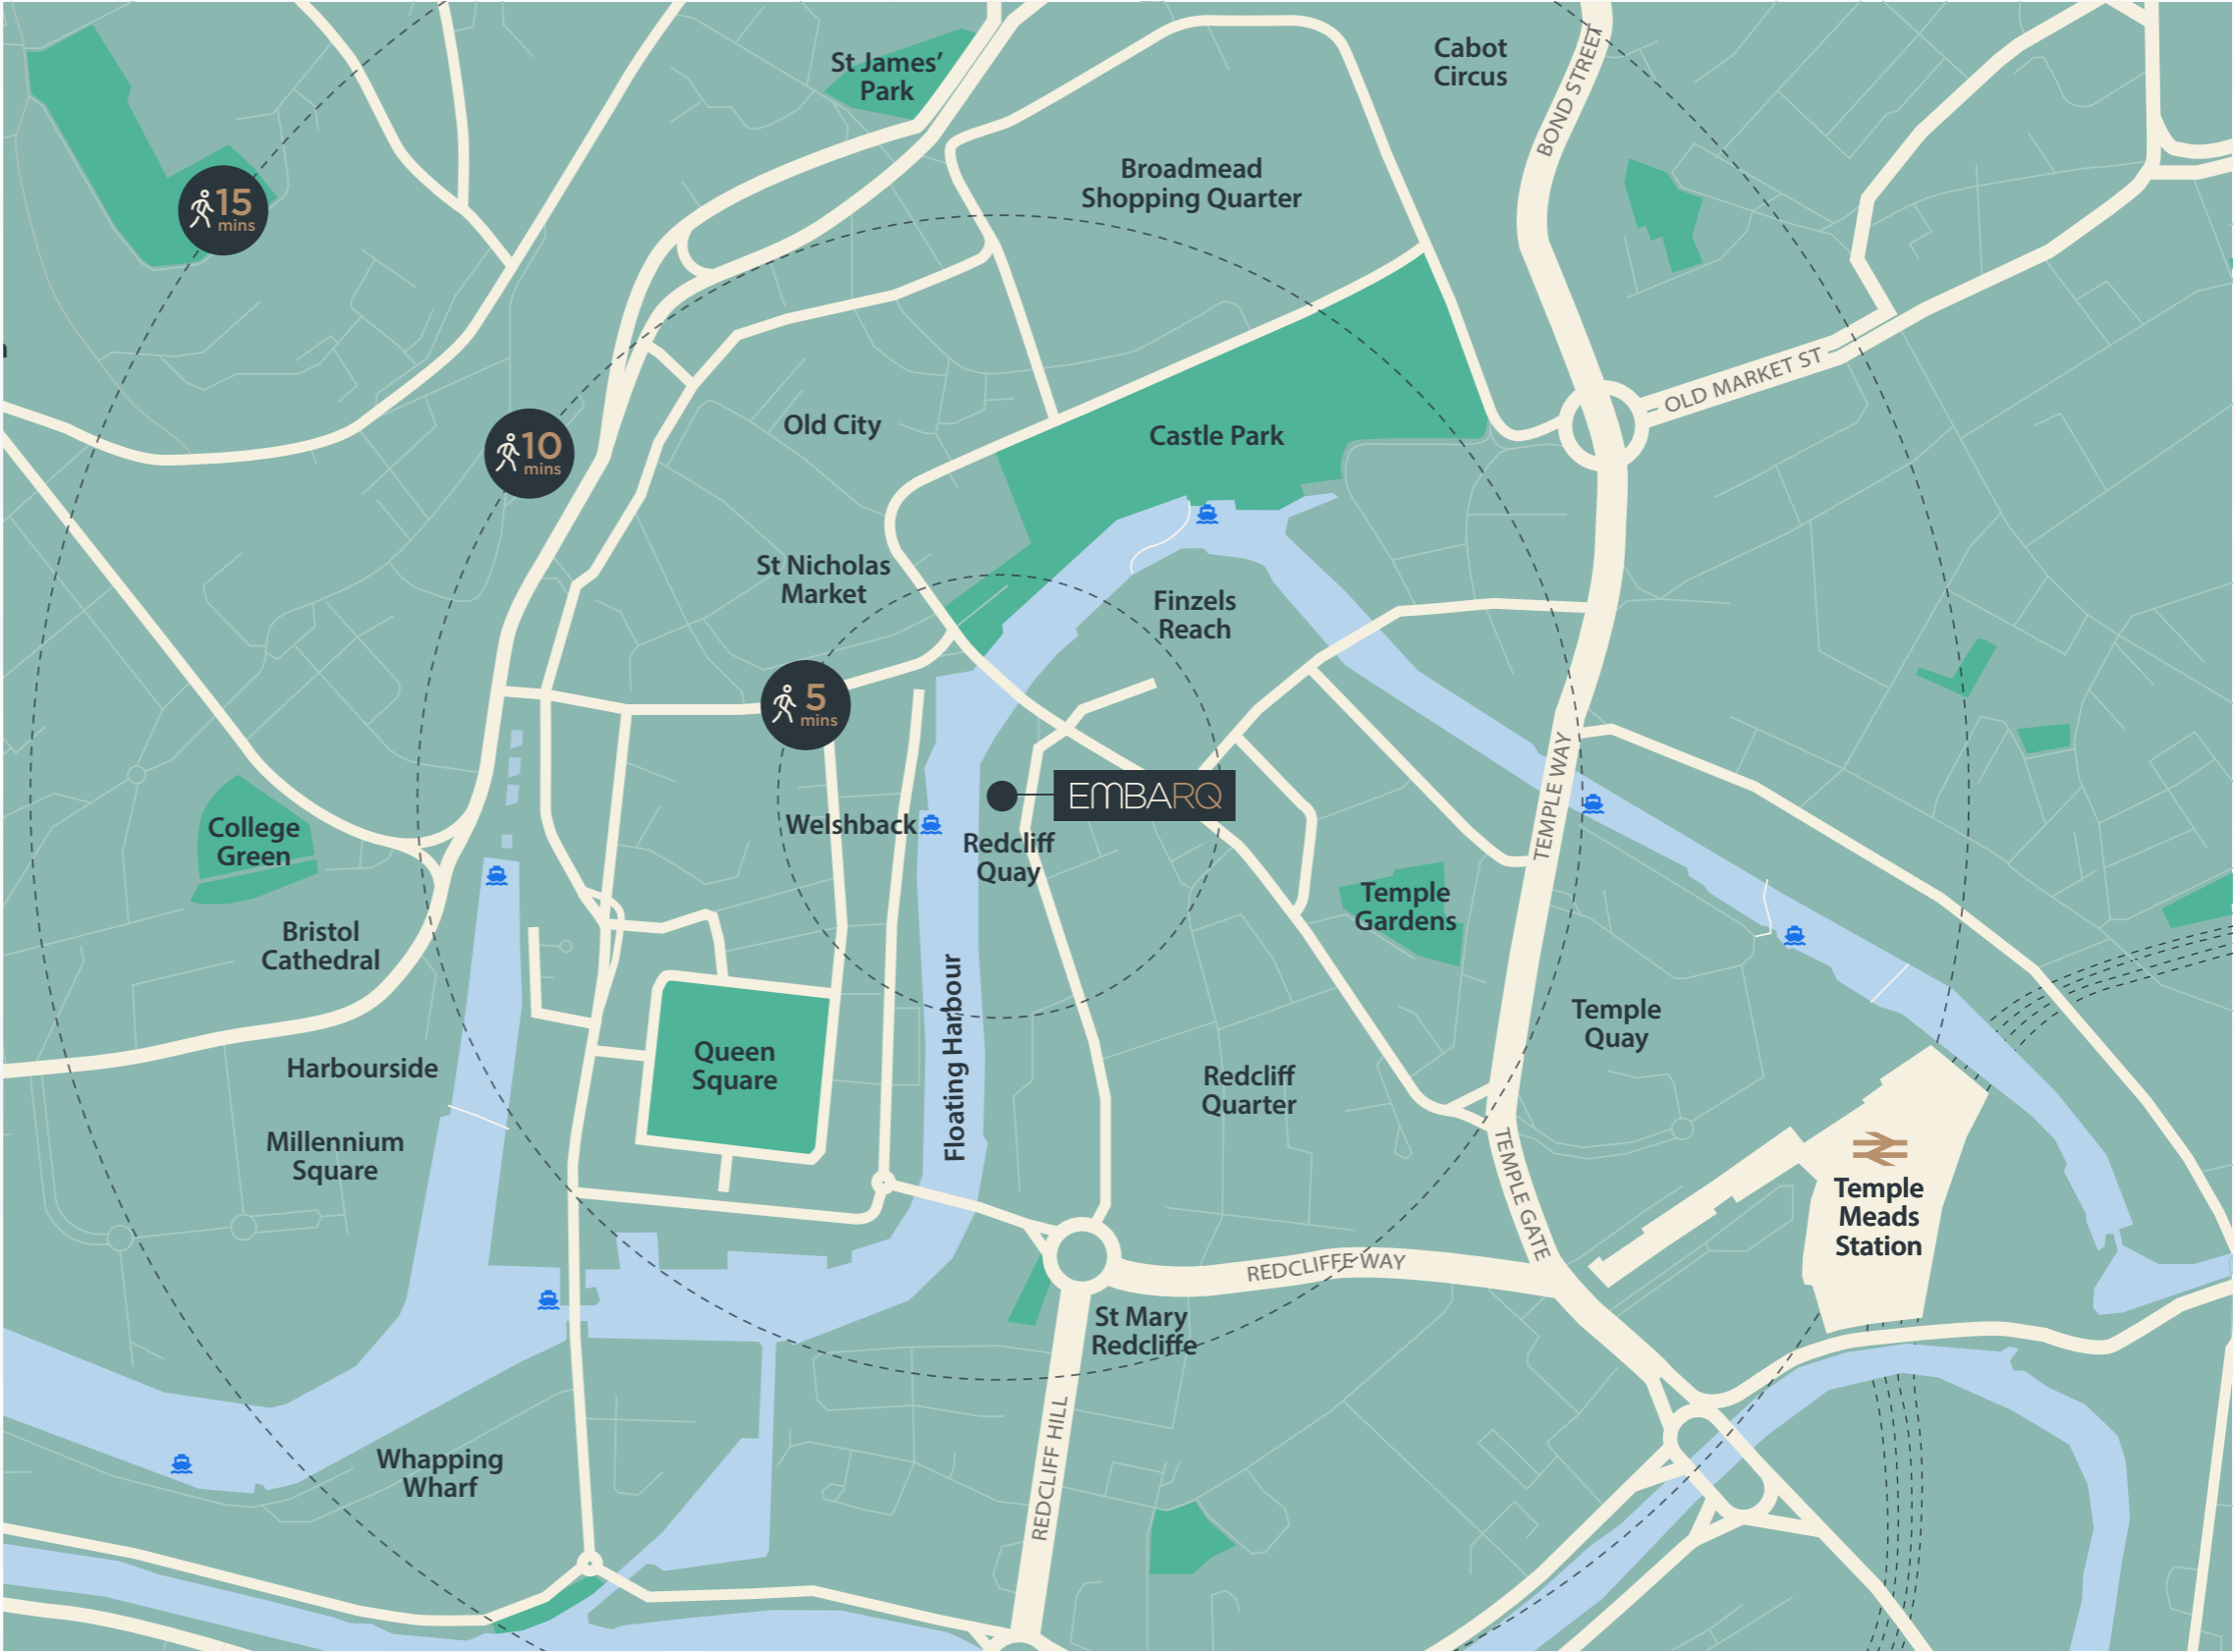 St James’
Park
Cabot
Circus
BOND STREET
Broadmead
Shopping Quarter
15
mins
OLD MARKET ST
Old City
Castle Park
10
mins
St Nicholas
Market
Finzels
Reach
5
mins
EMBARQ
TEMPLE WAY
College
Green
Welshback
Redcliff
Quay
Temple
Gardens
Bristol
Cathedral
Floating Harbour
Temple
Quay
Harbourside
Queen
Square
Redcliff
Quarter
Millennium
Square
TEMPLE GATE
Temple
Meads
Station
REDCLIFFE WAY
St Mary
Redcliffe
REDCLIFF HILL
Whapping
Wharf